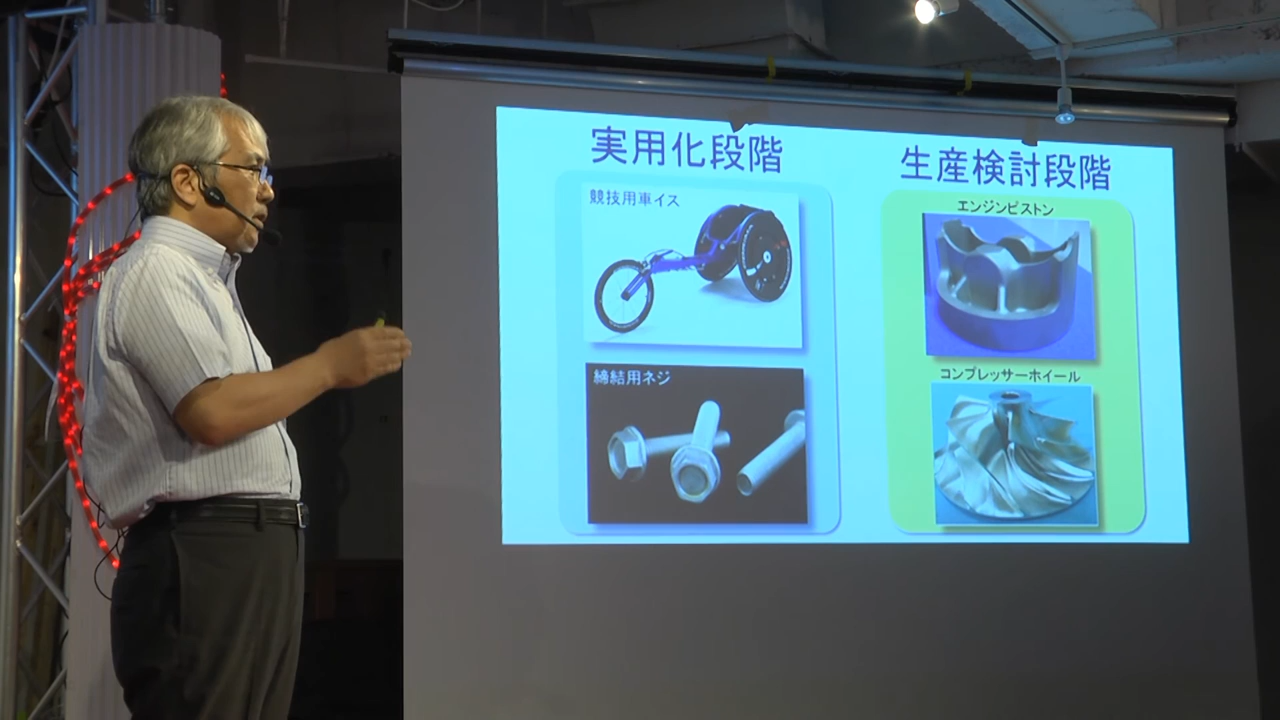 実用化段階
競技用車イス
締結用ネジ
生産検討段階
エンジンピストン
コンプレッサーホイール